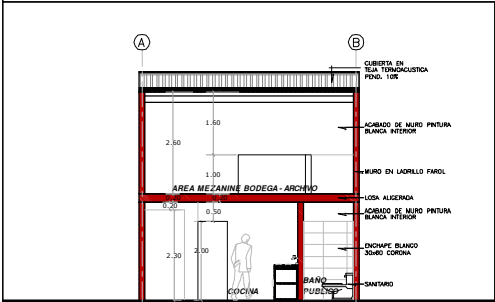 A
B
CUBIERTA EN
TEJA TERMOACUSTICA
PEND. 10%
1.60
2.60
ACABADO DE MURO PINTURA
BLANCA INTERIOR
1.00
MURO EN LADRILLO FAROL
AREA MEZANINE BODEGA - ARCHIVO
LOSA ALIGERADA
0.20
0.50
ACABADO DE MURO PINTURA
BLANCA INTERIOR
2.00
2.30
ENCHAPE BLANCO
30x60 CORONA
BAÑO
PUBLICO
SANITARIO
COCINA